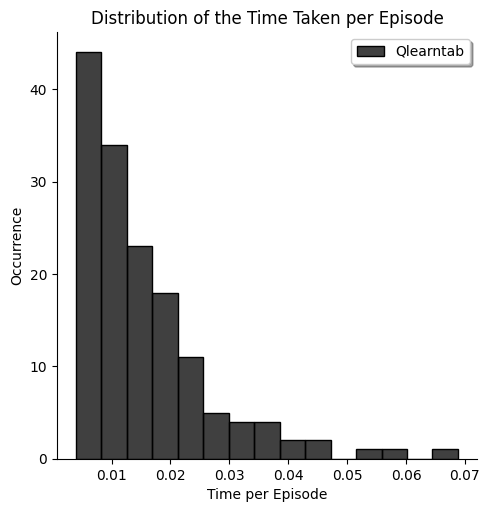 Distribution of the Time Taken per Episode
Qlearntab
Occurrence
40
30
20
10
0
0.01 0.02 0.03 0.04 0.05 0.06 0.07
Time per Episode